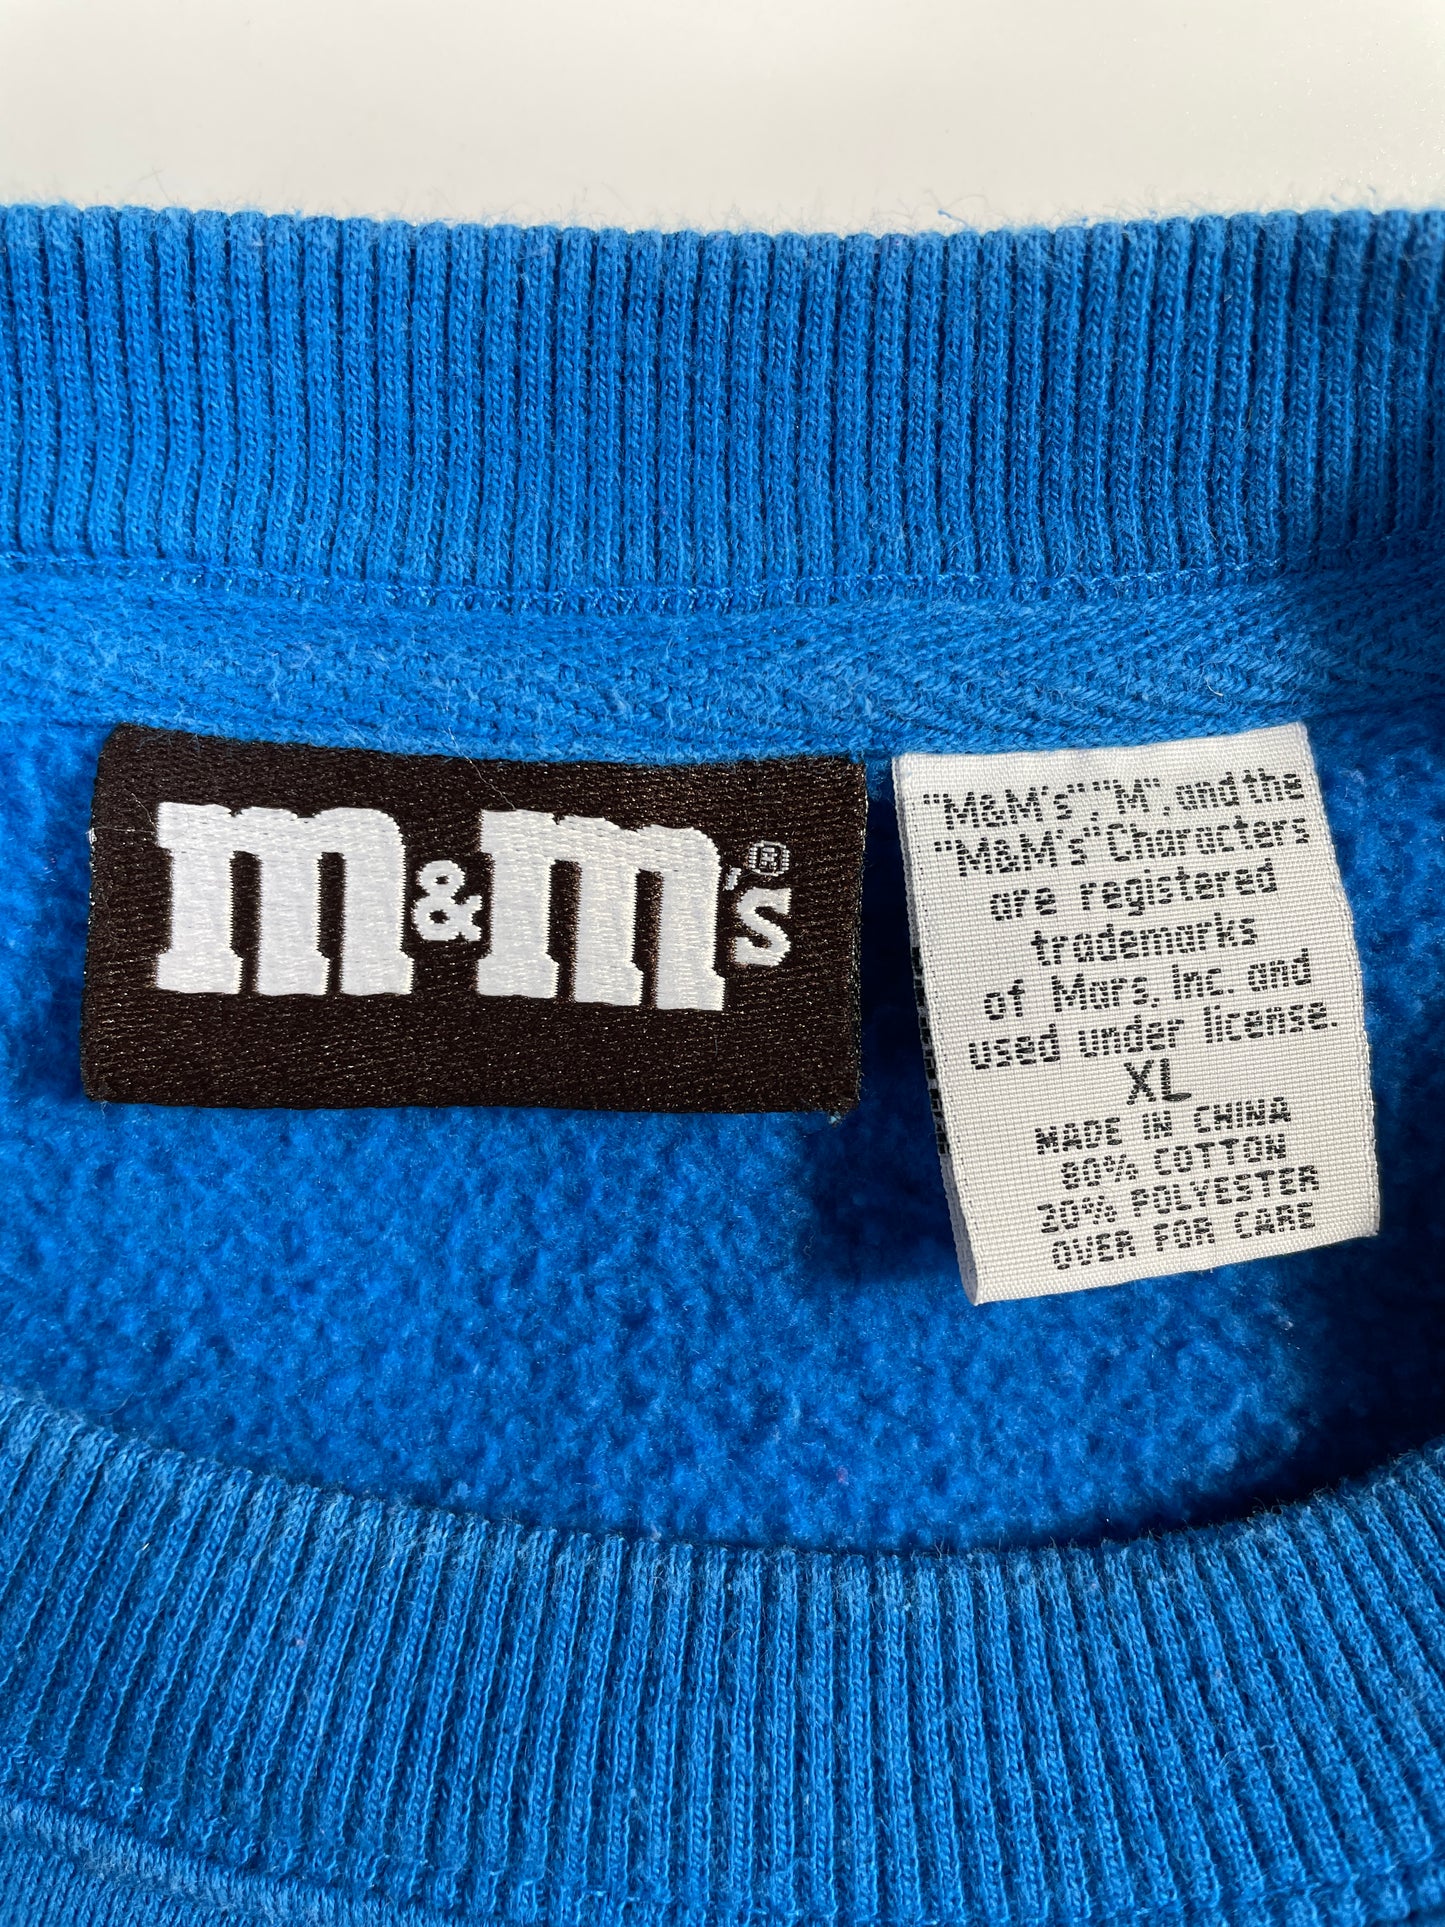 m&m's®
"M&M's" "M", and the
"M&M's" Characters
are registered
trademarks
of Mars, Inc. and
used under license.
XL
MADE IN CHINA
80% COTTON
20% POLYESTER
OVER FOR CARE